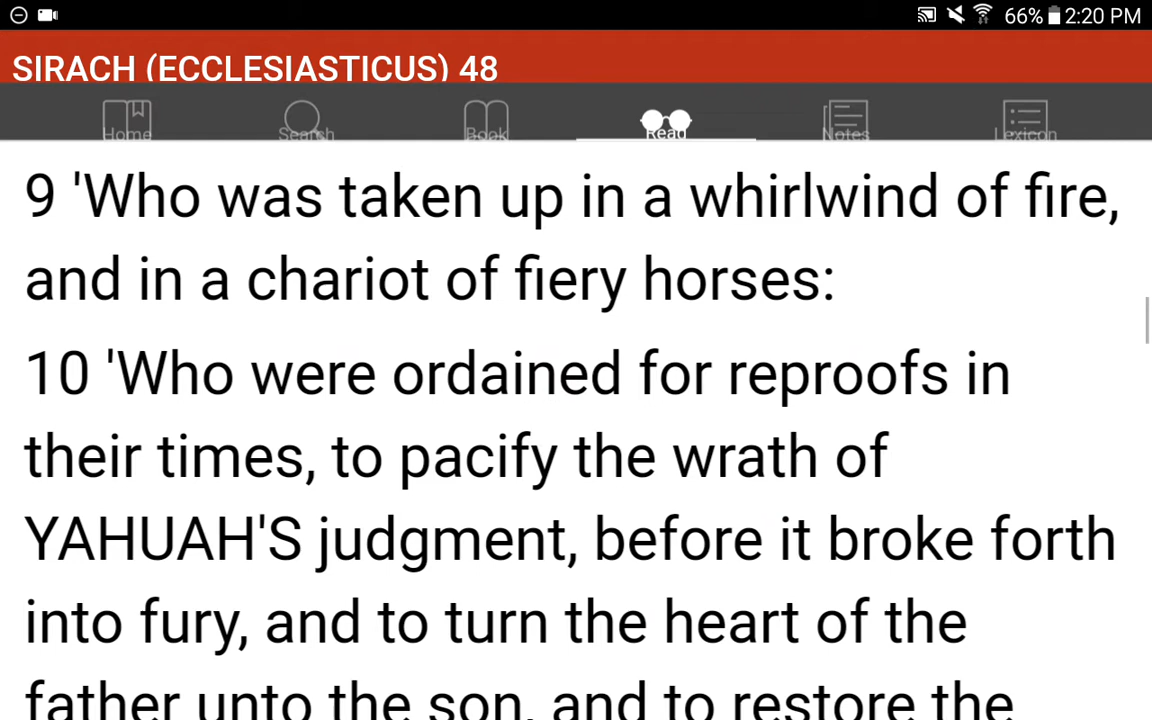 66% 2:20 PM
SIRACH (ECCLESIASTICUS) 48
Home Search Book Read Notes Lexicon
9 'Who was taken up in a whirlwind of fire,
and in a chariot of fiery horses:
10 'Who were ordained for reproofs in
their times, to pacify the wrath of
YAHUAH'S judgment, before it broke forth
into fury, and to turn the heart of the
father unto the son, and to restore the